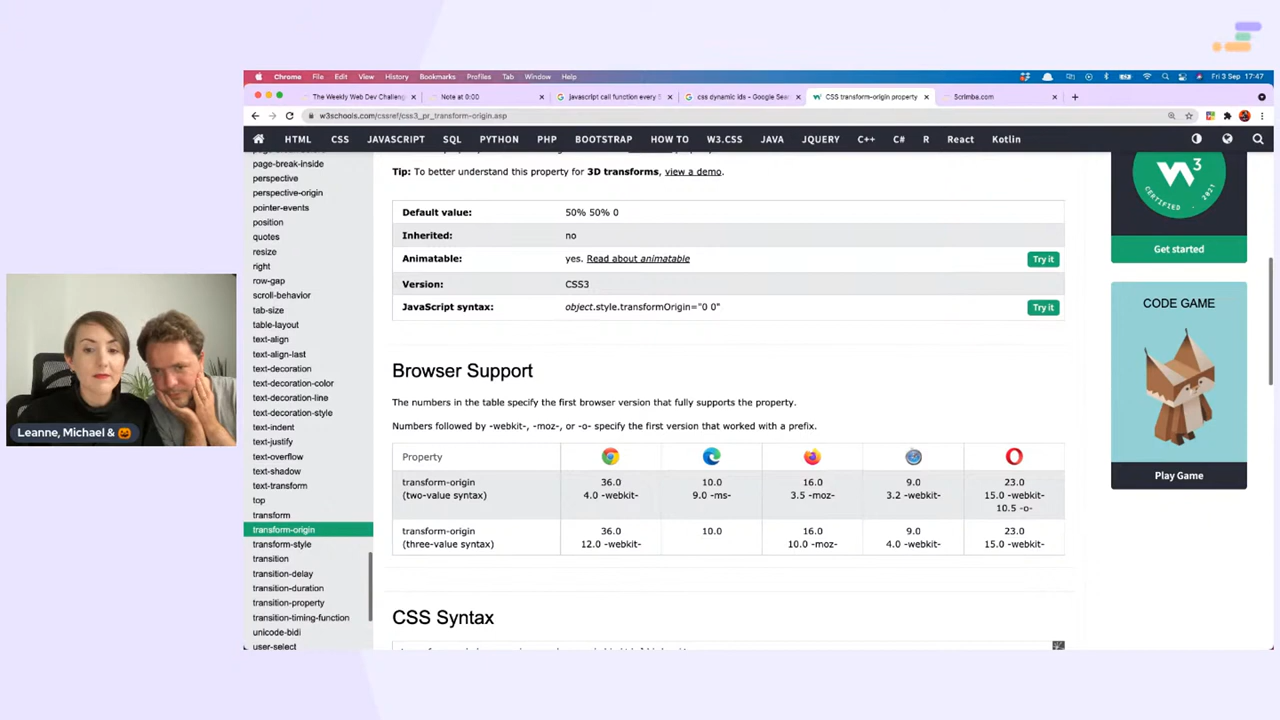 Chrome File Edit View History Bookmarks Profiles Tab Window Help Fri 3 Sep 17:47
The Weekly Web Dev Challeng Note at 0:00 javascript call function every 5 css dynamic ids - Google Sear CSS transform-origin property Scrimba.com
w3schools.com/cssref/css3_pr_transform-origin.asp
HTML CSS JAVASCRIPT SQL PYTHON PHP BOOTSTRAP HOW TO W3.CSS JAVA JQUERY C++ C# R React Kotlin
page-break-inside
perspective
perspective-origin
pointer-events
position
quotes
resize
right
row-gap
scroll-behavior
tab-size
table-layout
text-align
text-align-last
text-decoration
text-decoration-color
text-decoration-line
text-decoration-style
text-indent
text-justify
text-overflow
text-shadow
text-transform
top
transform
transform-origin
transform-style
transition
transition-delay
transition-duration
transition-property
transition-timing-function
unicode-bidi
user-select
Tip: To better understand this property for 3D transforms, view a demo.
Default value: 50% 50% 0
Inherited: no
Animatable: yes. Read about animatable Try it
Version: CSS3
JavaScript syntax: object.style.transformOrigin="0 0" Try it
Browser Support
The numbers in the table specify the first browser version that fully supports the property.
Numbers followed by -webkit-, -moz-, or -o- specify the first version that worked with a prefix.
Property
transform-origin 36.0 10.0 16.0 9.0 23.0
(two-value syntax) 4.0 -webkit- 9.0 -ms- 3.5 -moz- 3.2 -webkit- 15.0 -webkit-
10.5 -o-
transform-origin 36.0 10.0 16.0 9.0 23.0
(three-value syntax) 12.0 -webkit- 10.0 -moz- 4.0 -webkit- 15.0 -webkit-
CSS Syntax
W3
CERTIFIED . 2021
Get started
CODE GAME
Play Game
Leanne, Michael & 🎃